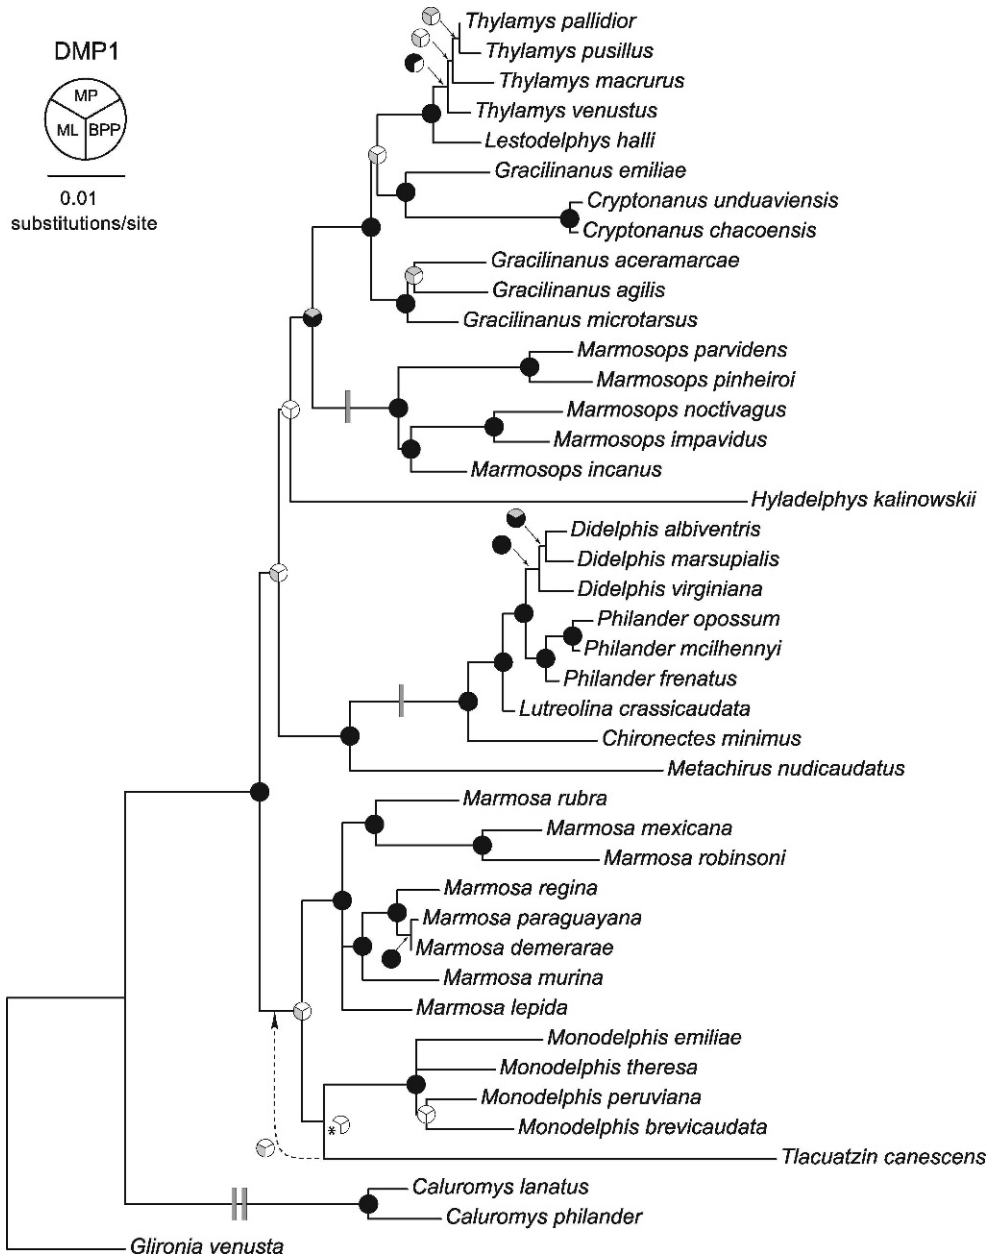 DMP1
MP
ML BPP
0.01
substitutions/site
Thylamys pallidior
Thylamys pusillus
Thylamys macrurus
Thylamys venustus
Lestodelphys halli
Gracilinanus emiliae
Cryptonanus unduaviensis
Cryptonanus chacoensis
Gracilinanus aceramarcae
Gracilinanus agilis
Gracilinanus microtarsus
Marmosops parvidens
Marmosops pinheiroi
Marmosops noctivagus
Marmosops impavidus
Marmosops incanus
Hyladelphys kalinowskii
Didelphis albiventris
Didelphis marsupialis
Didelphis virginiana
Philander opossum
Philander mcilhennyi
Philander frenatus
Lutreolina crassicaudata
Chironectes minimus
Metachirus nudicaudatus
Marmosa rubra
Marmosa mexicana
Marmosa robinsoni
Marmosa regina
Marmosa paraguayana
Marmosa demerarae
Marmosa murina
Marmosa lepida
Monodelphis emiliae
Monodelphis theresa
Monodelphis peruviana
*
Monodelphis brevicaudata
Tlacuatzin canescens
Caluromys lanatus
Caluromys philander
Glironia venusta